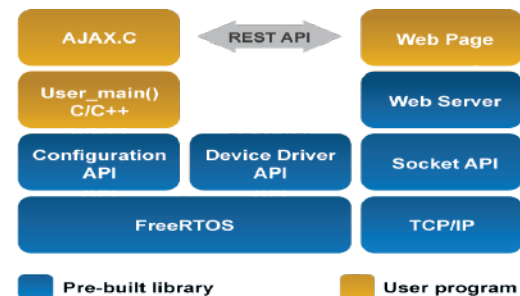 AJAX.C
REST API
Web Page
User_main()
C/C++
Web Server
Configuration
API
Device Driver
API
Socket API
FreeRTOS
TCP/IP
Pre-built library
User program